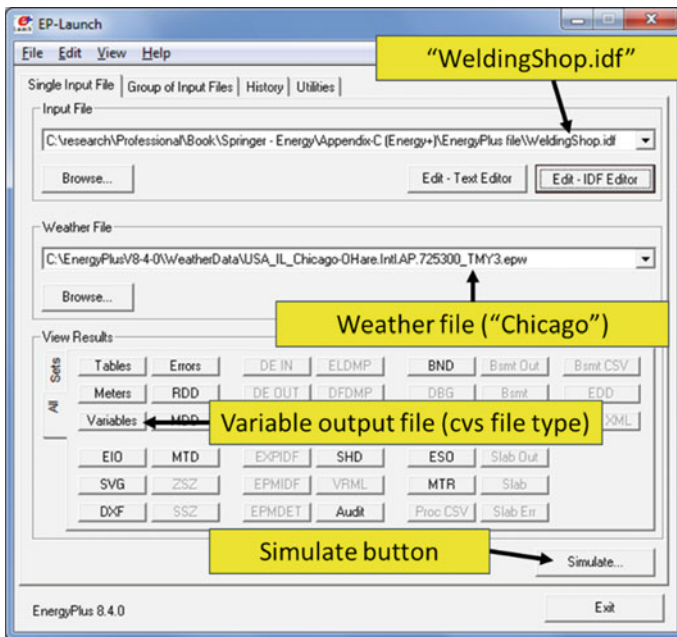 EP-Launch
File Edit View Help
“WeldingShop.idf”
Single Input File Group of Input Files History Utilities
Input File
C:\research\Professional\Book\Springer - Energy\Appendix-C (Energy+)\EnergyPlus file\WeldingShop.idf
Browse... Edit - Text Editor Edit - IDF Editor
Weather File
C:\EnergyPlusV8-4-0\WeatherData\USA_IL_Chicago-OHare.Intl.AP.725300_TMY3.epw
Browse...
Weather file (“Chicago”)
View Results
Sets
All
Tables Errors DE IN ELDMP BND Bsmt Out Bsmt CSV
Meters RDD DE OUT DFDMP DBG Bsmt EDD
Variables MDD XML
Variable output file (cvs file type)
EIO MTD EXPIDF SHD ESO Slab Out
SVG ZSZ EPMIDF VRML MTR Slab
DXF SSZ EPMDET Audit Proc CSV Slab Err
Simulate button
Simulate...
EnergyPlus 8.4.0 Exit